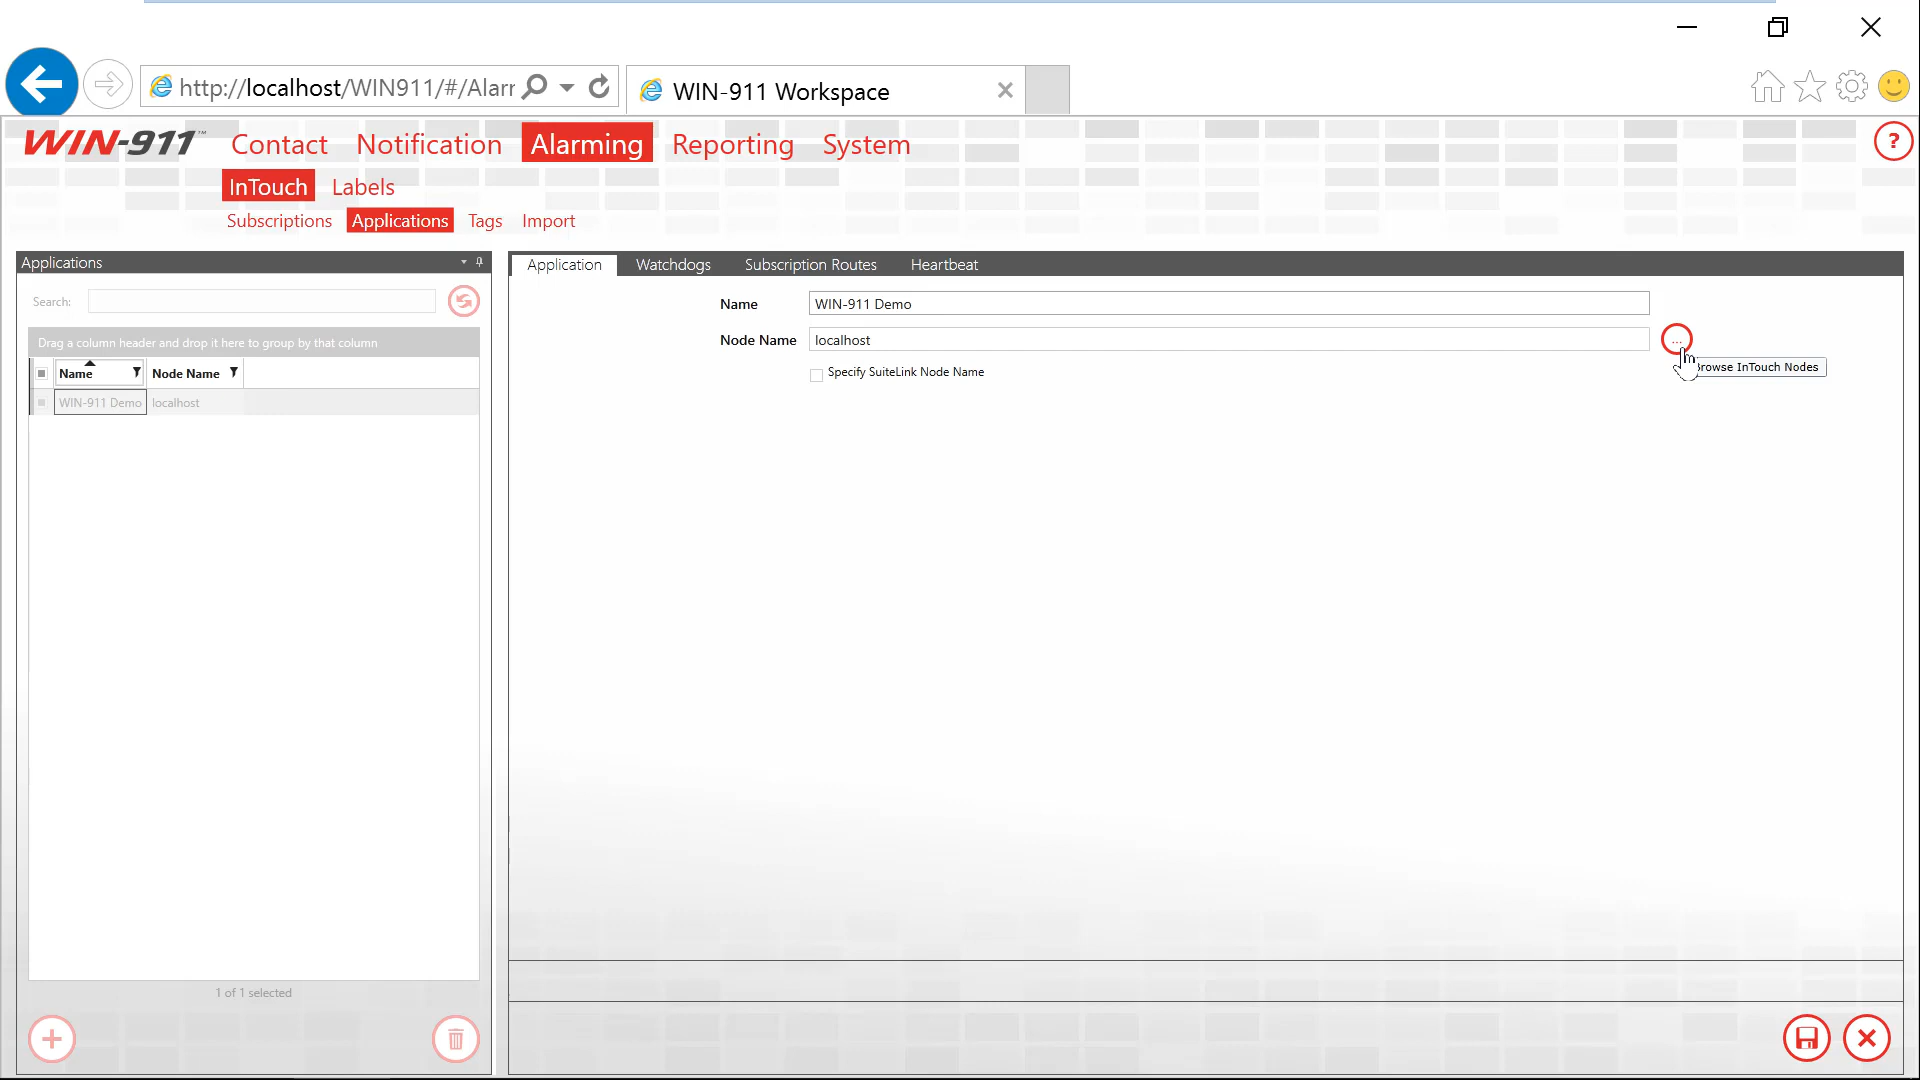 http://localhost/WIN911/#/Alarr
WIN-911 Workspace
WIN-911™ Contact Notification Alarming Reporting System ?
InTouch Labels
Subscriptions Applications Tags Import
Applications
Application Watchdogs Subscription Routes Heartbeat
Search:
Name WIN-911 Demo
Drag a column header and drop it here to group by that column
Node Name localhost ...
Browse InTouch Nodes
Specify SuiteLink Node Name
Name Node Name
WIN-911 Demo localhost
1 of 1 selected